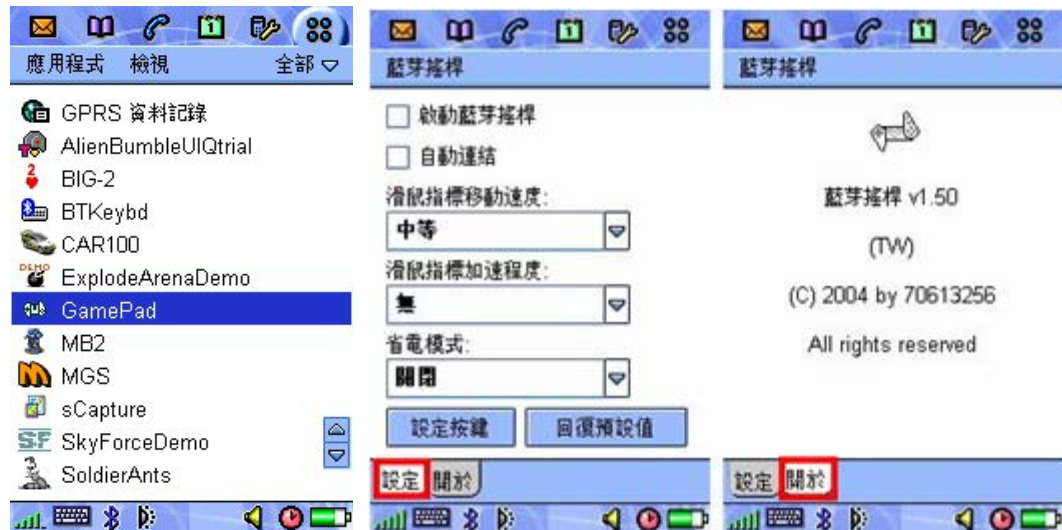 應用程式 檢視 全部
GPRS 資料記錄
AlienBumbleUIQtrial
BIG-2
BTKeybd
CAR100
ExplodeArenaDemo
GamePad
MB2
MGS
sCapture
SkyForceDemo
SoldierAnts
藍芽搖桿
啟動藍芽搖桿
自動連結
滑鼠指標移動速度:
中等
滑鼠指標加速程度:
無
省電模式:
關閉
設定按鍵 回復預設值
設定 關於
藍芽搖桿
藍芽搖桿 v1.50
(TW)
(C) 2004 by 70613256
All rights reserved
設定 關於